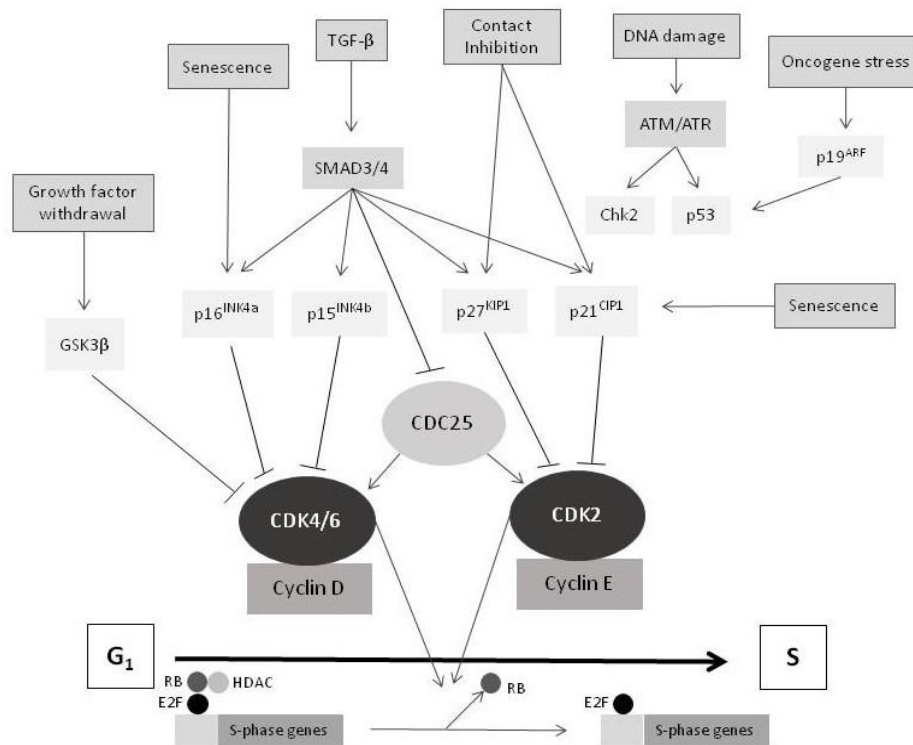 TGF-β
Contact
Inhibition
DNA damage
Senescence
Oncogene stress
ATM/ATR
p19ARF
SMAD3/4
Growth factor
withdrawal
Chk2
p53
p16INK4a
p15INK4b
p27KIP1
p21CIP1
Senescence
GSK3β
CDC25
CDK4/6
CDK2
Cyclin D
Cyclin E
G1
S
RB
HDAC
RB
E2F
E2F
S-phase genes
S-phase genes